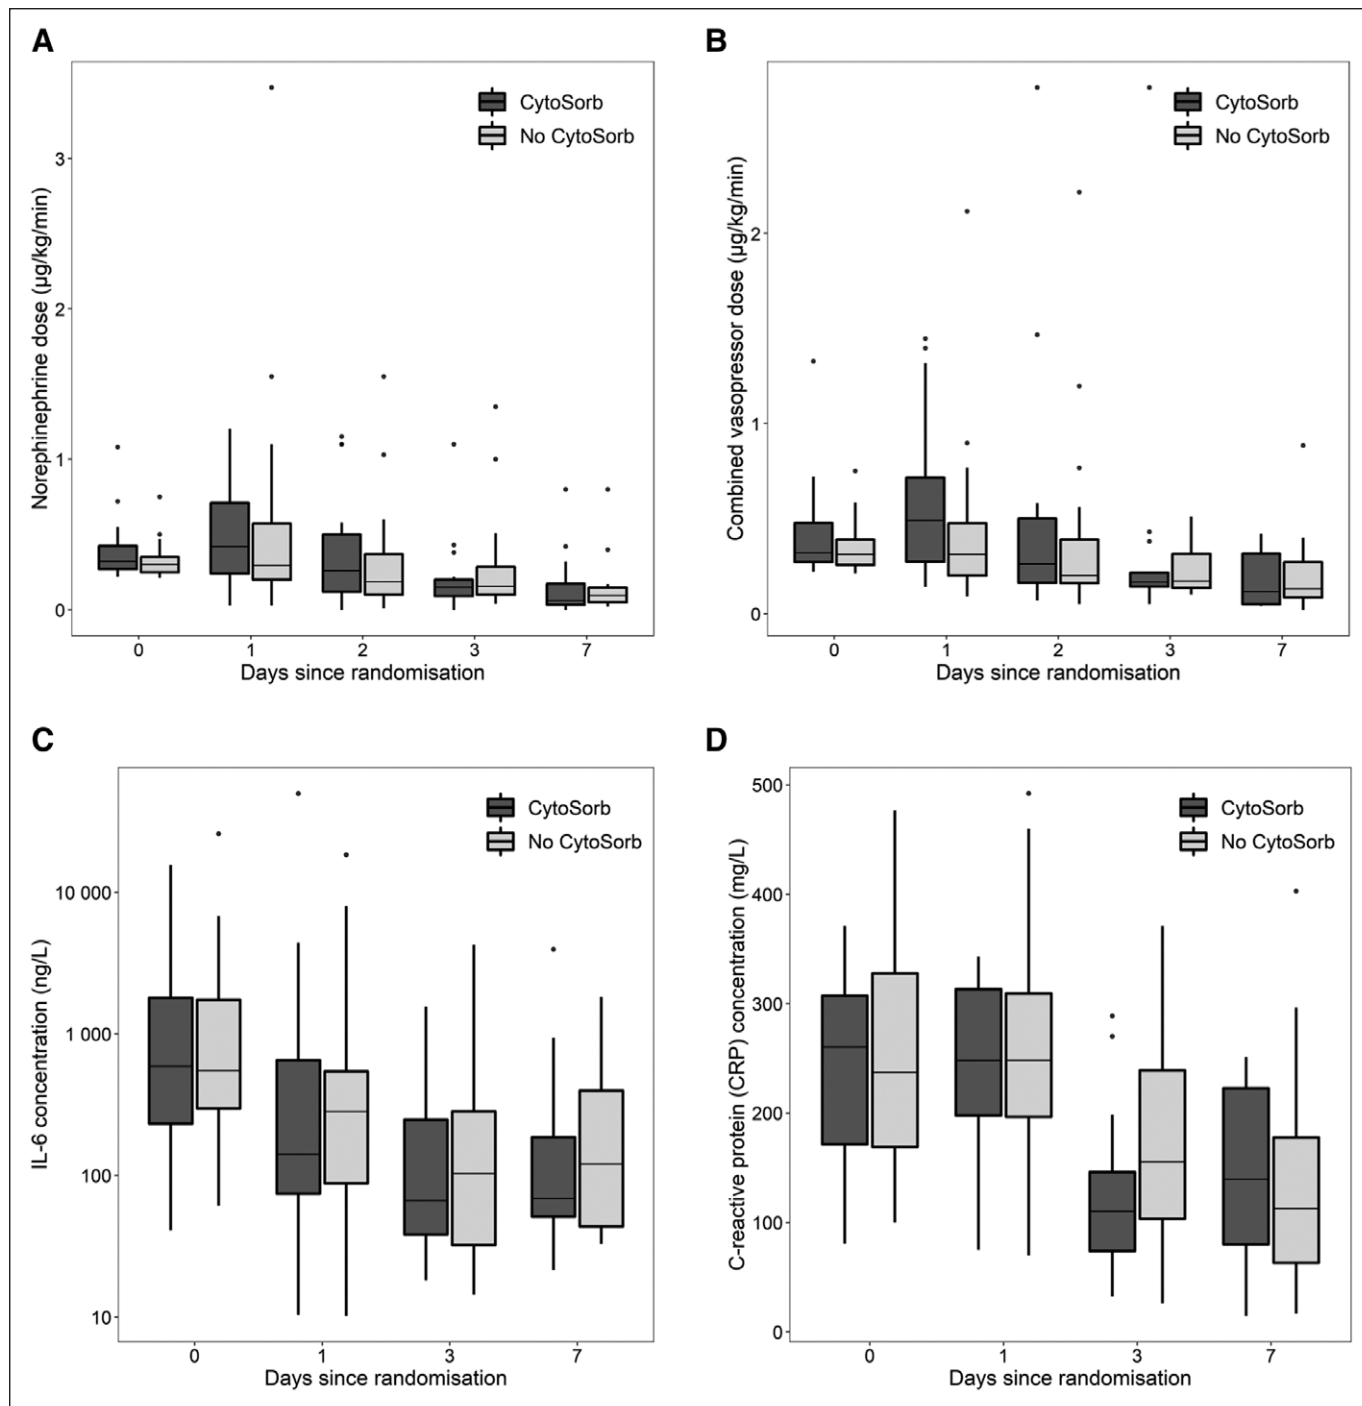 A
Norephinephrine dose (µg/kg/min)
3
2
1
0
CytoSorb
No CytoSorb
0 1 2 3 7
Days since randomisation
B
Combined vasopressor dose (µg/kg/min)
2
1
0
CytoSorb
No CytoSorb
0 1 2 3 7
Days since randomisation
C
IL-6 concentration (ng/L)
10 000
1 000
100
10
CytoSorb
No CytoSorb
0 1 3 7
Days since randomisation
D
C-reactive protein (CRP) concentration (mg/L)
500
400
300
200
100
0
CytoSorb
No CytoSorb
0 1 3 7
Days since randomisation